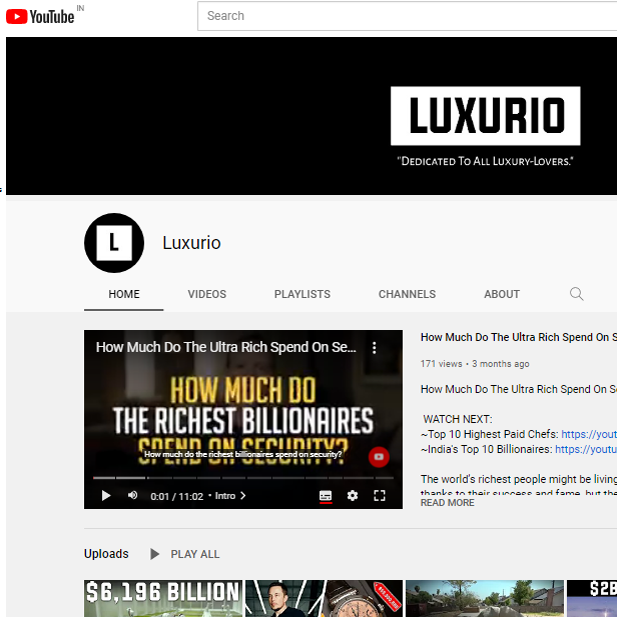 YouTube IN
Search
LUXURIO
"DEDICATED TO ALL LUXURY-LOVERS."
L
Luxurio
HOME VIDEOS PLAYLISTS CHANNELS ABOUT
How Much Do The Ultra Rich Spend On Se...
HOW MUCH DO
THE RICHEST BILLIONAIRES
SPEND ON SECURITY?
How much do the richest billionaires spend on security?
0:01 / 11:02 • Intro
How Much Do The Ultra Rich Spend On S
171 views • 3 months ago
How Much Do The Ultra Rich Spend On S
WATCH NEXT:
~Top 10 Highest Paid Chefs: https://yout
~India's Top 10 Billionaires: https://youtu
The world's richest people might be living
thanks to their success and fame, but the
READ MORE
Uploads PLAY ALL
$6,196 BILLION
$2B